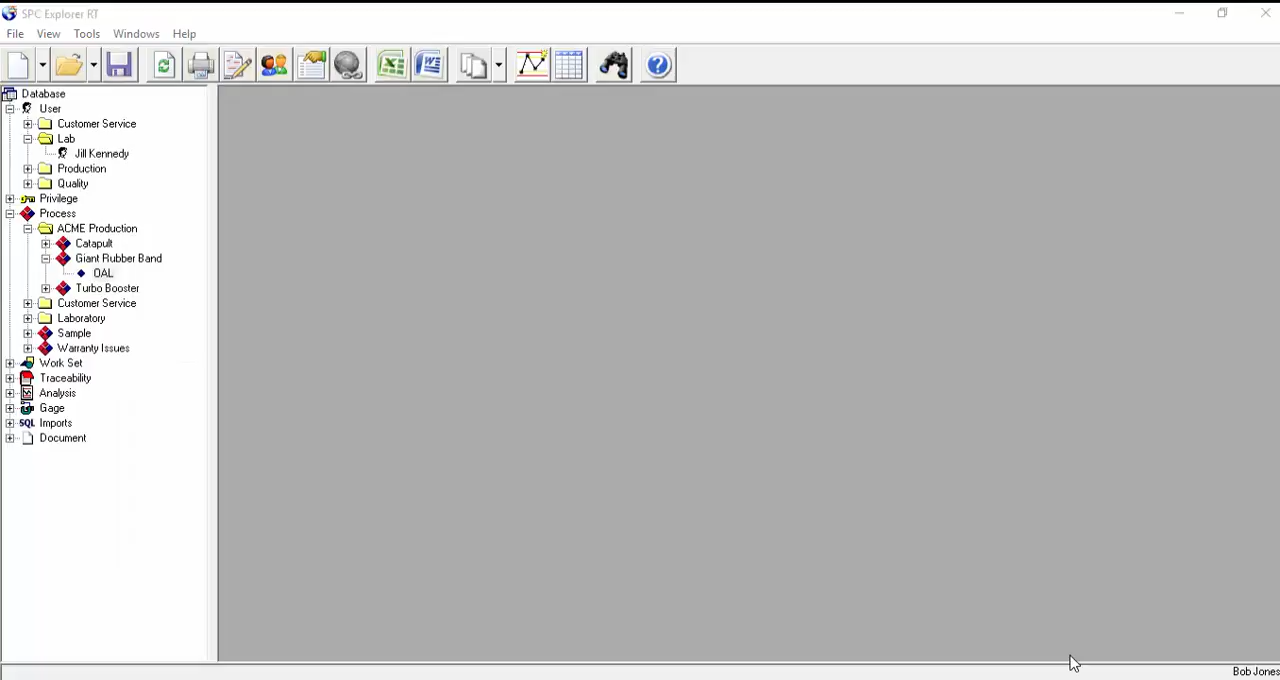 SPC Explorer RT
File View Tools Windows Help
Database
User
Customer Service
Lab
Jill Kennedy
Production
Quality
Privilege
Process
ACME Production
Catapult
Giant Rubber Band
OAL
Turbo Booster
Customer Service
Laboratory
Sample
Warranty Issues
Work Set
Traceability
Analysis
Gage
SQL Imports
Document
Bob Jones